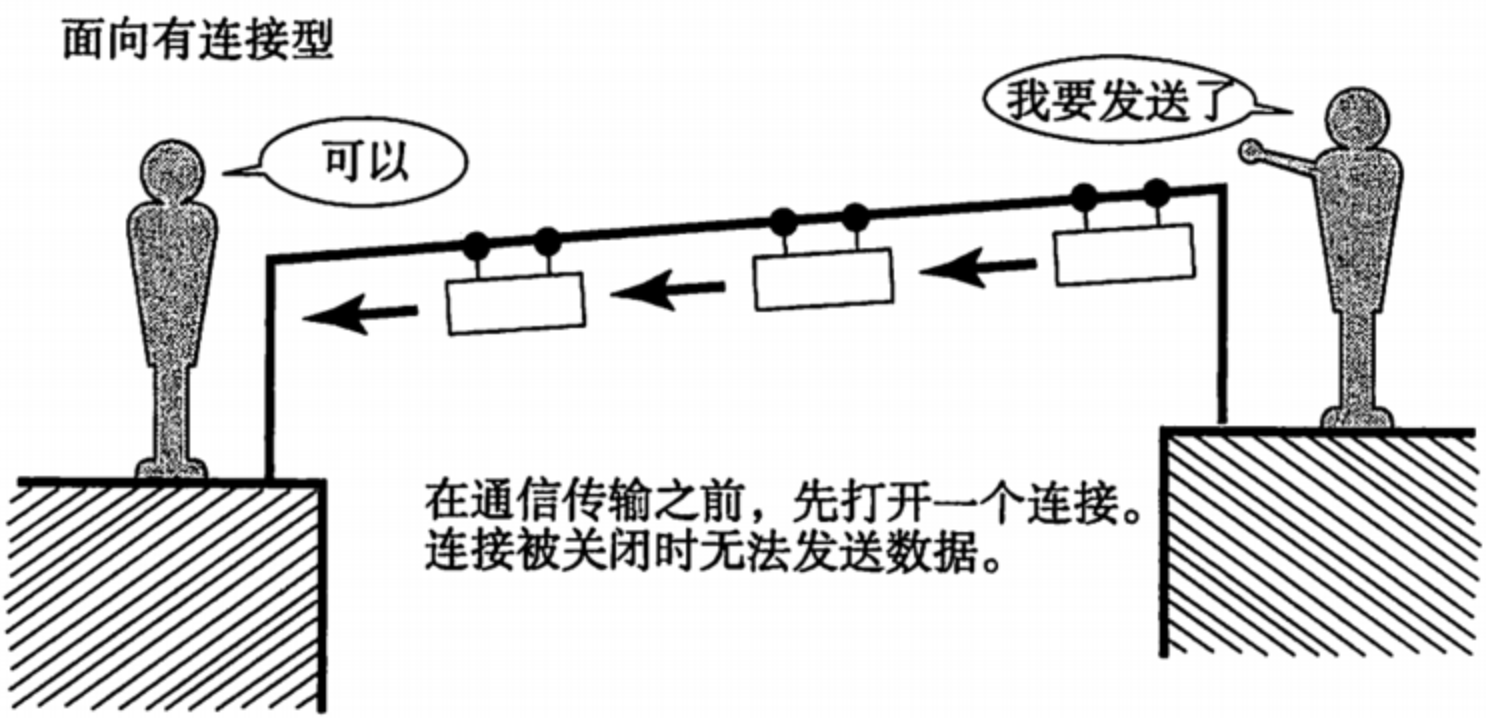 面向有连接型
我要发送了
可以
在通信传输之前，先打开一个连接。
连接被关闭时无法发送数据。